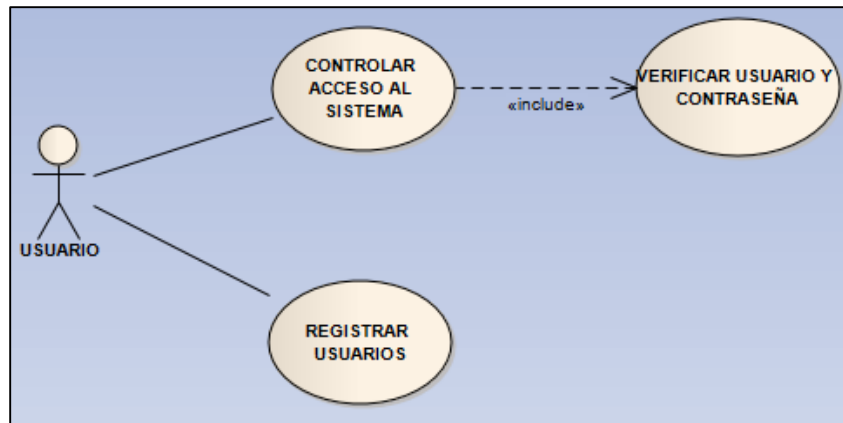 CONTROLAR
ACCESO AL
SISTEMA
«include»
VERIFICAR USUARIO Y
CONTRASEÑA
USUARIO
REGISTRAR
USUARIOS